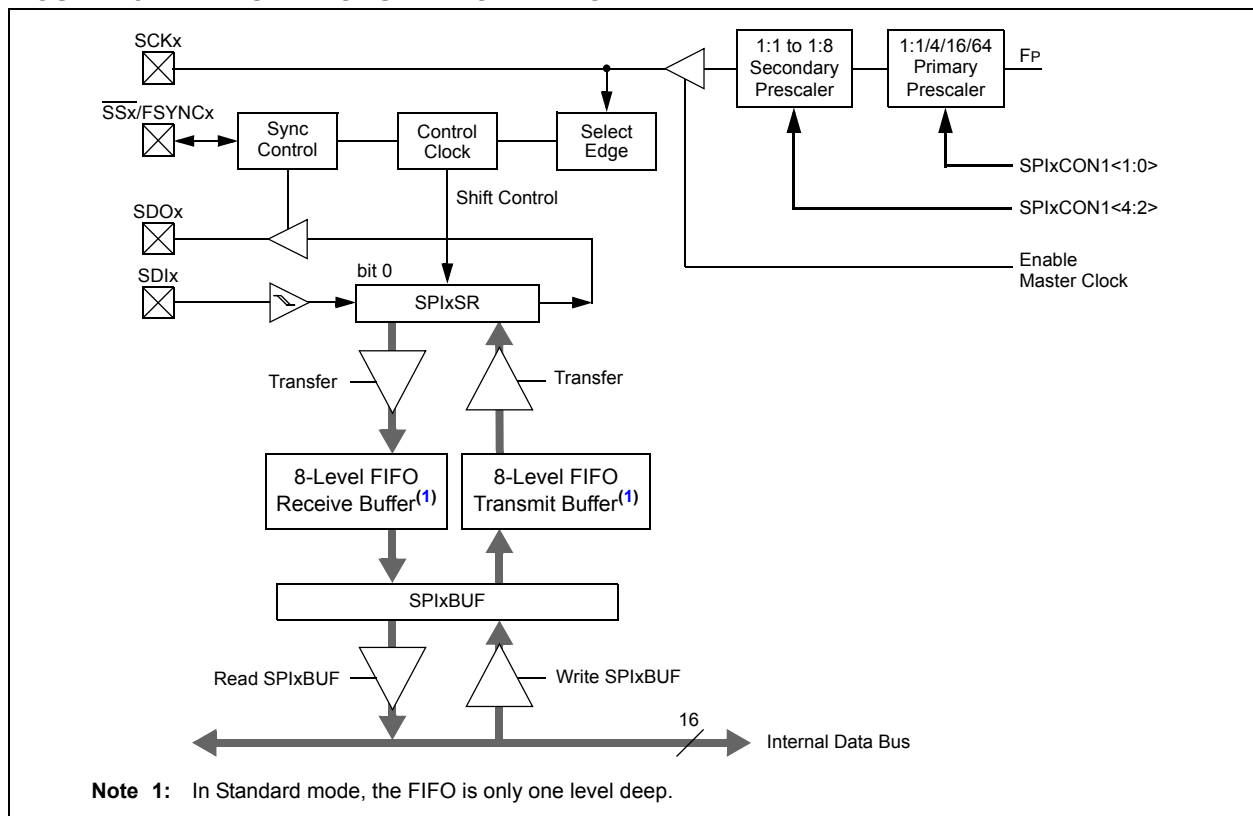 SCKx
1:1 to 1:8
Secondary
Prescaler
1:1/4/16/64
Primary
Prescaler
FP
SSx/FSYNCx
Sync
Control
Control
Clock
Select
Edge
SPIxCON1<1:0>
Shift Control
SPIxCON1<4:2>
SDOx
Enable
Master Clock
SDIx
bit 0
SPIxSR
Transfer
Transfer
8-Level FIFO
Receive Buffer(1)
8-Level FIFO
Transmit Buffer(1)
SPIxBUF
Read SPIxBUF
Write SPIxBUF
16
Internal Data Bus
Note 1: In Standard mode, the FIFO is only one level deep.